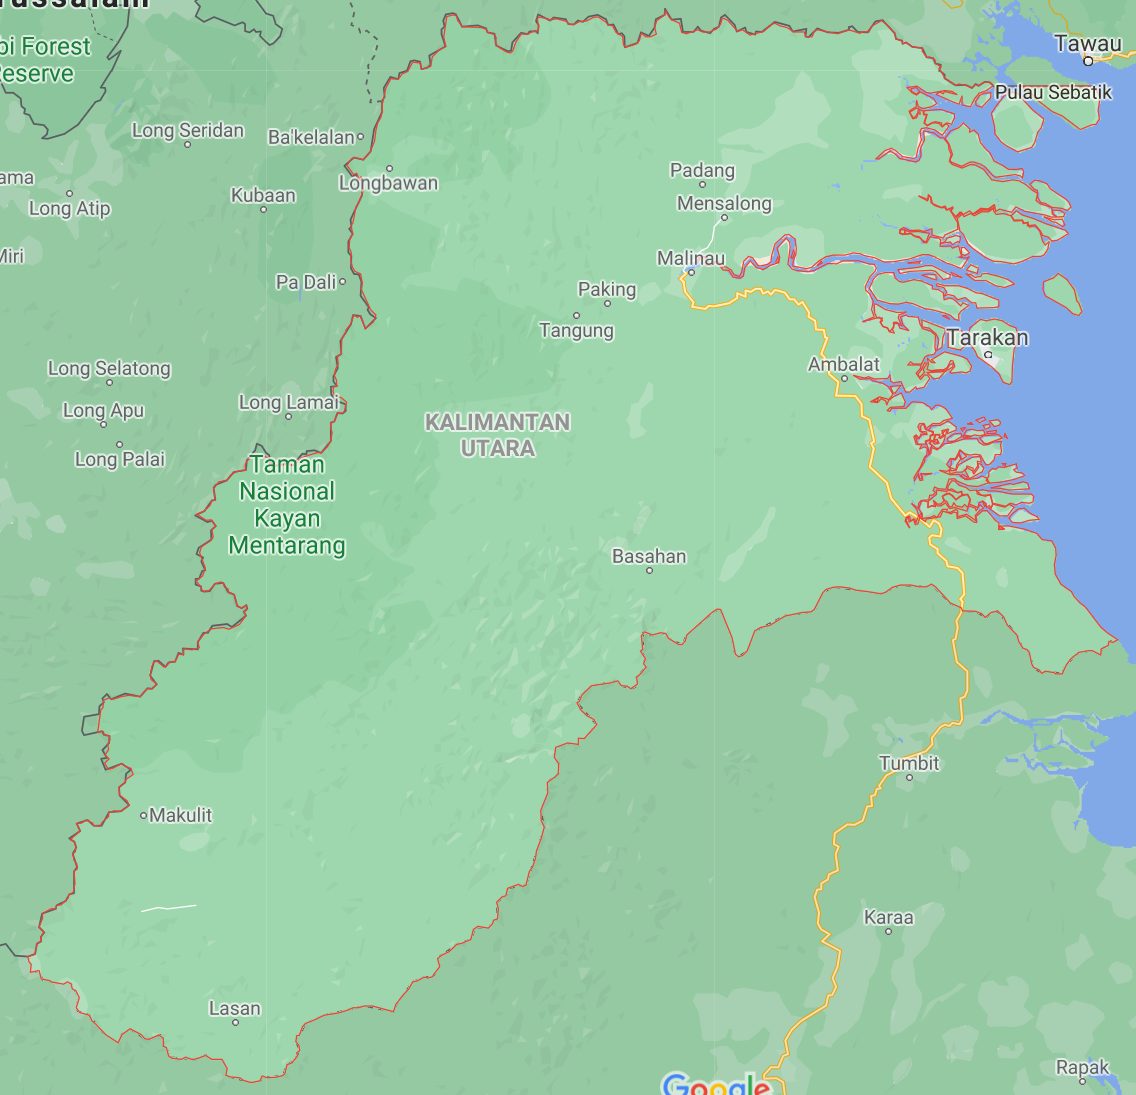 Tawau
Forest
Pulau Sebatik
Long Seridan
Ba'kelalan
Padang
Longbawan
Kubaan
Mensalong
Long Atip
Malinau
Pa Dali
Paking
Tangung
Tarakan
Long Selatong
Ambalat
Long Apu
Long Lamai
KALIMANTAN
UTARA
Long Palai
Taman
Nasional
Kayan
Mentarang
Basahan
Tumbit
Makulit
Karaa
Lasan
Rapak
Google